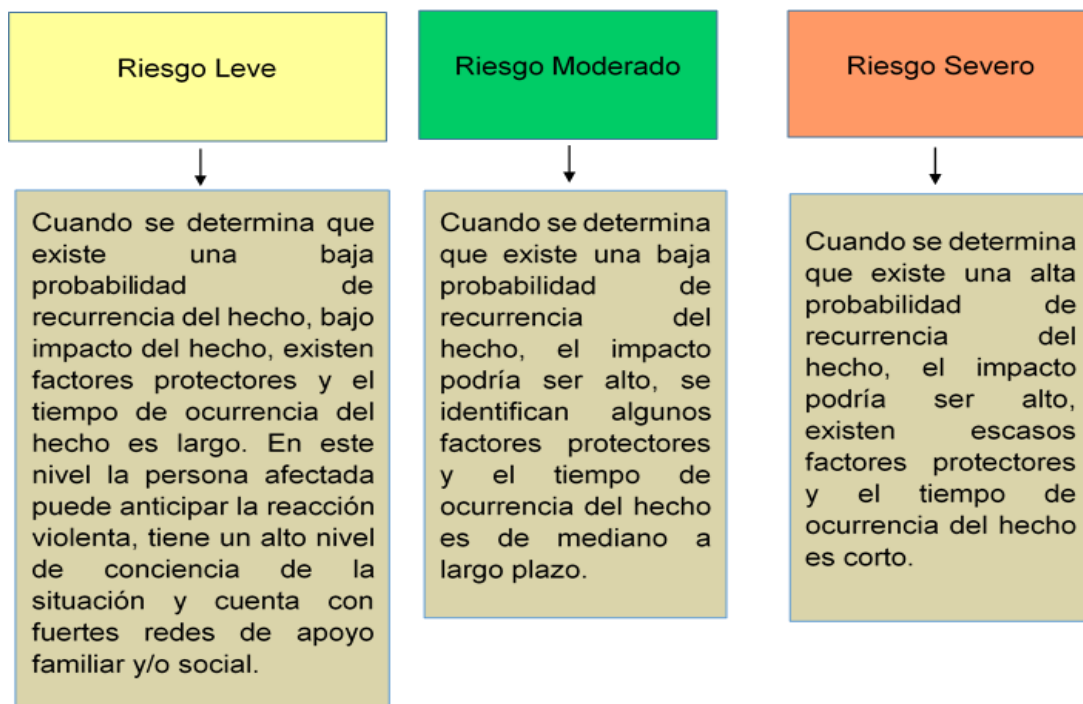 Riesgo Leve
Cuando se determina que
existe una baja
probabilidad de
recurrencia del hecho, bajo
impacto del hecho, existen
factores protectores y el
tiempo de ocurrencia del
hecho es largo. En este
nivel la persona afectada
puede anticipar la reacción
violenta, tiene un alto nivel
de conciencia de la
situación y cuenta con
fuertes redes de apoyo
familiar y/o social.
Riesgo Moderado
Cuando se determina
que existe una baja
probabilidad de
recurrencia del
hecho, el impacto
podría ser alto, se
identifican algunos
factores protectores
y el tiempo de
ocurrencia del hecho
es de mediano a
largo plazo.
Riesgo Severo
Cuando se determina
que existe una alta
probabilidad de
recurrencia del
hecho, el impacto
podría ser alto,
existen escasos
factores protectores
y el tiempo de
ocurrencia del hecho
es corto.